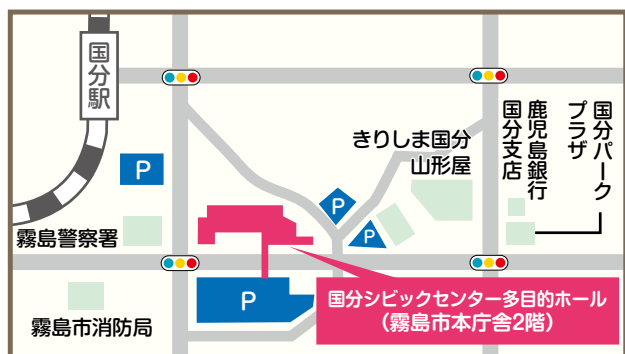 国分駅
P
きりしま国分
山形屋
鹿児島銀行
国分支店
国分パーク
プラザ
P
P
霧島警察署
P
国分シビックセンター多目的ホール
(霧島市本庁舎2階)
霧島市消防局